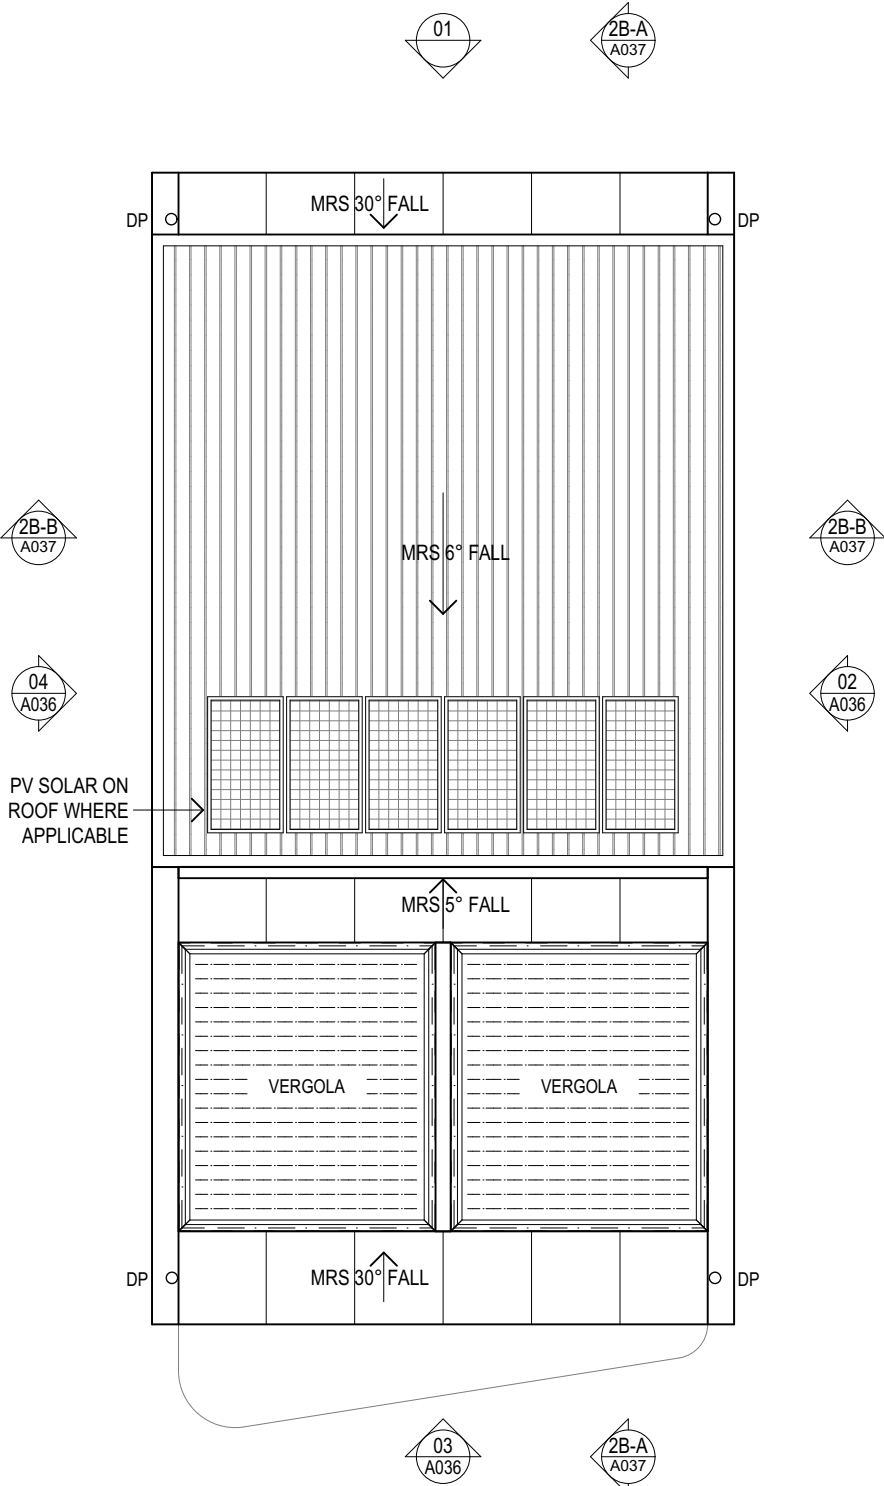 01
2B-A
A037
MRS 30° FALL
DP
DP
MRS 6° FALL
2B-B
A037
2B-B
A037
04
A036
02
A036
PV SOLAR ON
ROOF WHERE
APPLICABLE
MRS 5° FALL
VERGOLA
VERGOLA
DP
MRS 30° FALL
DP
03
A036
2B-A
A037